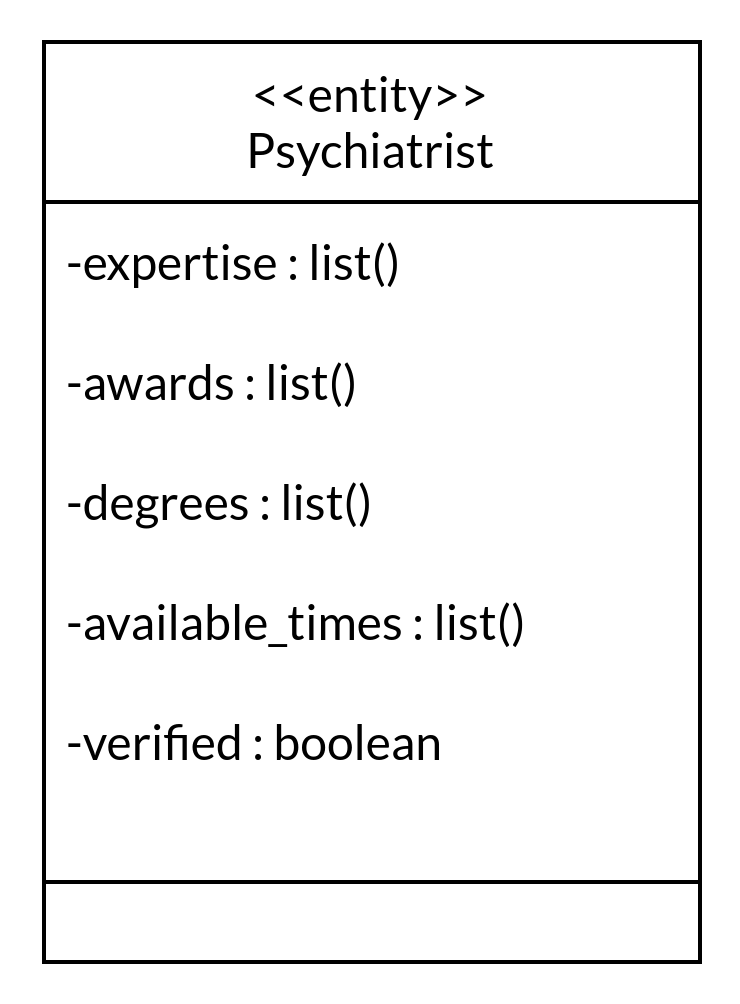 <<entity>>
Psychiatrist
-expertise : list()
-awards : list()
-degrees : list()
-available_times : list()
-verified : boolean